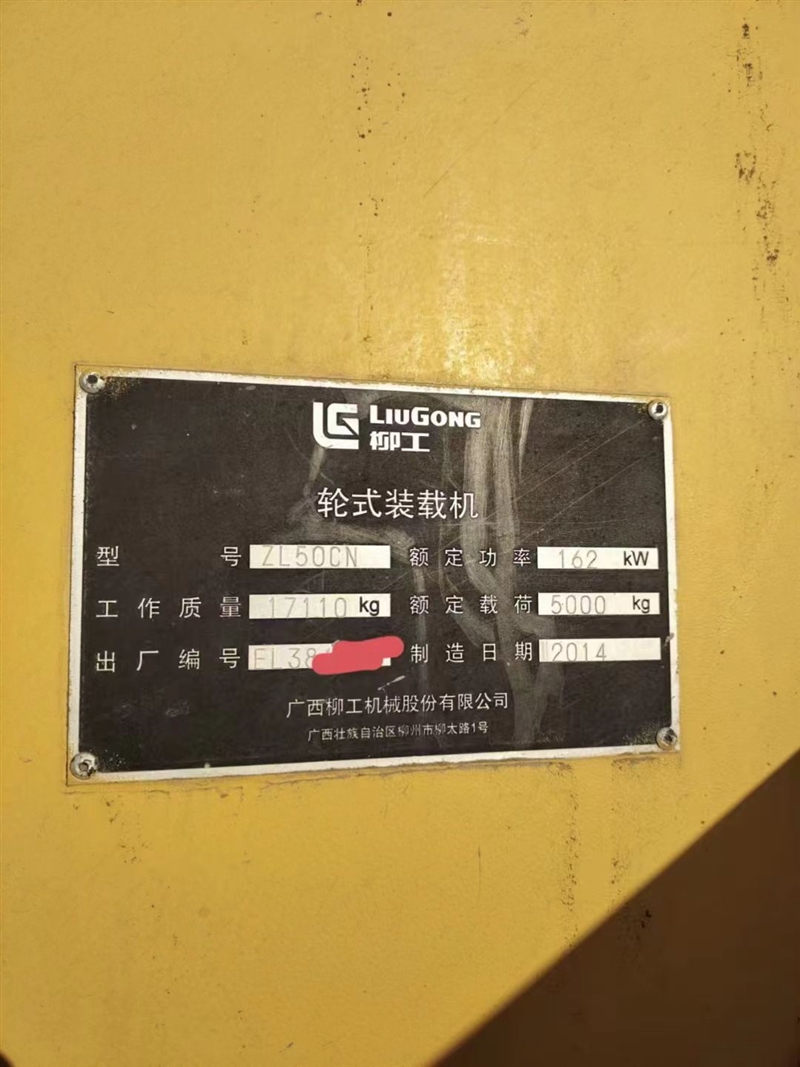 LG LIUGONG
柳工
轮式装载机
型 号 ZL50CN 额定功率 162 kW
工作质量 17110 kg 额定载荷 5000 kg
出厂编号 制造日期 2014
广西柳工机械股份有限公司
广西壮族自治区柳州市柳太路1号